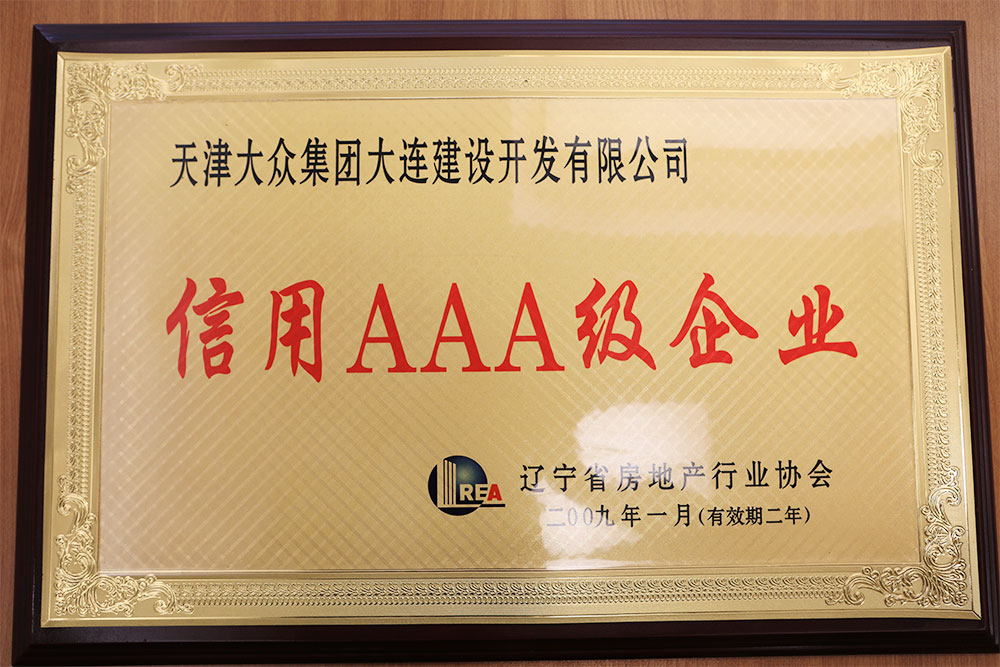 天津大众集团大连建设开发有限公司
信用AAA级企业
REA
辽宁省房地产行业协会
二00九年一月(有效期二年)